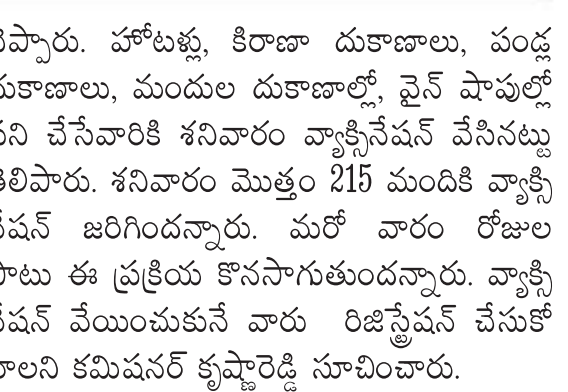 చెప్పారు. హోటళ్లు, కిరాణా దుకాణాలు, పండ్ల
దుకాణాలు, మందుల దుకాణాల్లో, వైన్ షాపుల్లో
పని చేసేవారికి శనివారం వ్యాక్సినేషన్ వేసినట్టు
తెలిపారు. శనివారం మొత్తం 215 మందికి వ్యాక్సి
నేషన్ జరిగిందన్నారు. మరో వారం రోజుల
పాటు ఈ ప్రక్రియ కొనసాగుతుందన్నారు. వ్యాక్సి
నేషన్ వేయించుకునే వారు రిజిస్ట్రేషన్ చేసుకో
వాలని కమిషనర్ కృష్ణారెడ్డి సూచించారు.